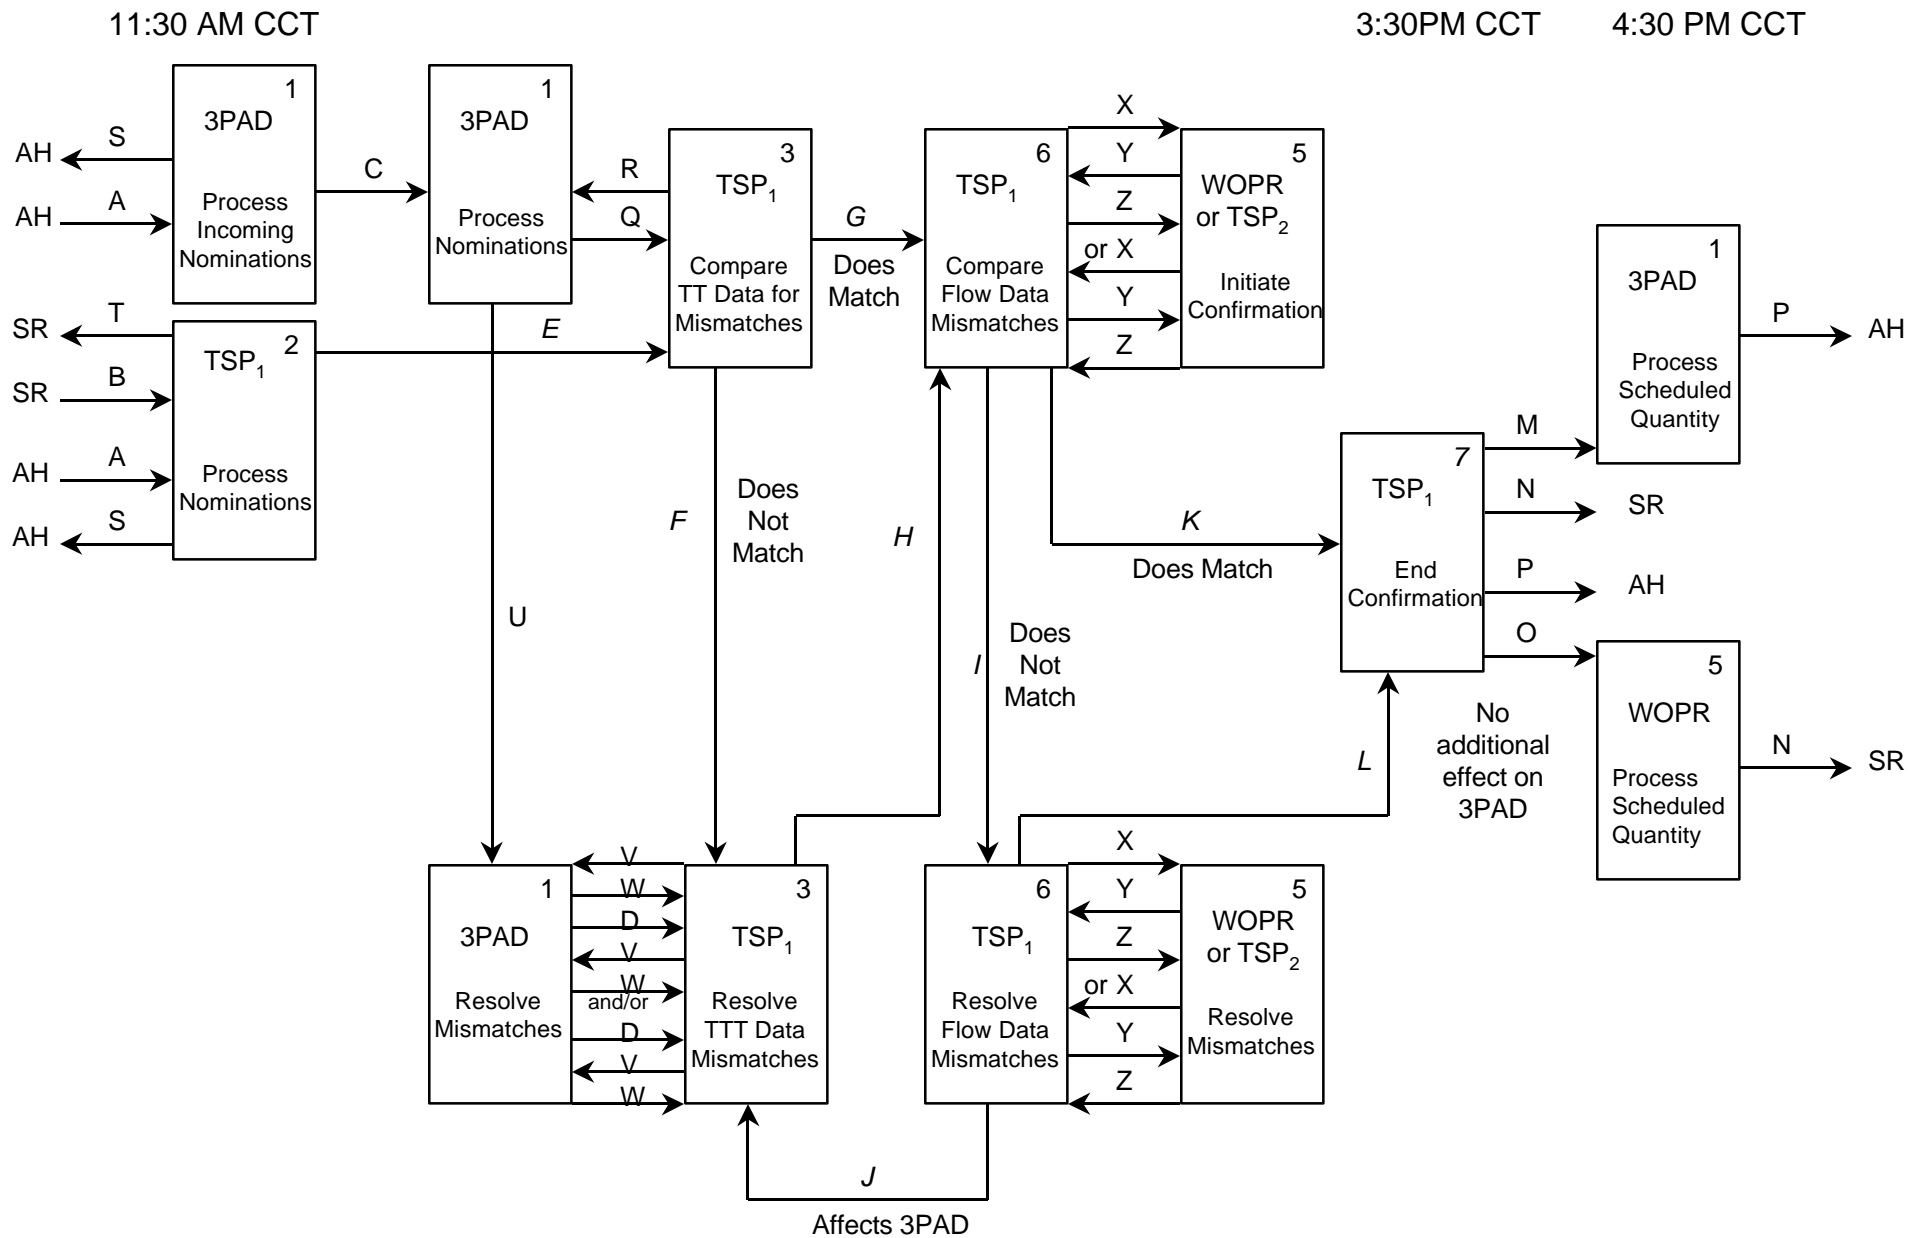 11:30 AM CCT
3:30PM CCT
4:30 PM CCT
1
3PAD
Process
Incoming
Nominations
AH
S
AH
A
C
1
3PAD
Process
Nominations
R
Q
3
TSP1
Compare
TT Data for
Mismatches
G
Does
Match
6
TSP1
Compare
Flow Data
Mismatches
X
Y
Z
or X
Y
Z
5
WOPR
or TSP2
Initiate
Confirmation
SR
T
SR
B
AH
A
AH
S
2
TSP1
Process
Nominations
E
U
F
Does
Not
Match
H
I
Does
Not
Match
K
Does Match
7
TSP1
End
Confirmation
M
N
SR
P
AH
O
1
3PAD
Process
Scheduled
Quantity
P
AH
5
WOPR
Process
Scheduled
Quantity
N
SR
L
No
additional
effect on
3PAD
1
3PAD
Resolve
Mismatches
V
W
D
V
W
and/or
D
V
W
3
TSP1
Resolve
TTT Data
Mismatches
6
TSP1
Resolve
Flow Data
Mismatches
X
Y
Z
or X
Y
Z
5
WOPR
or TSP2
Resolve
Mismatches
J
Affects 3PAD